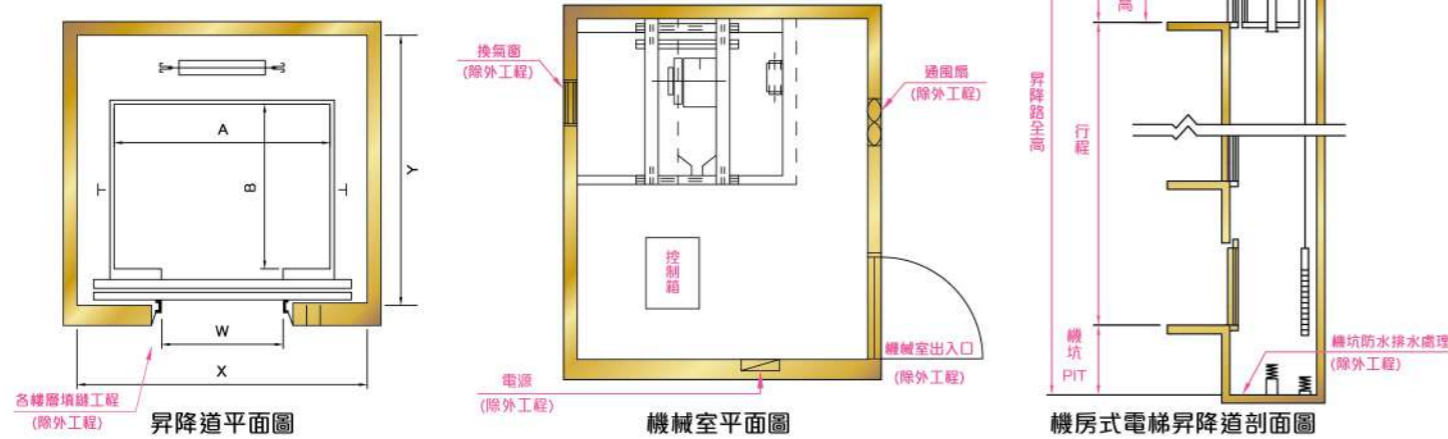 A
B
Y
W
X
各樓層填縫工程
(除外工程)
昇降道平面圖
換氣窗
(除外工程)
通風扇
(除外工程)
控制箱
機械室出入口
(除外工程)
電源
(除外工程)
機械室平面圖
高
昇降路全高
行程
機坑
PIT
機坑防水排水處理
(除外工程)
機房式電梯昇降道剖面圖